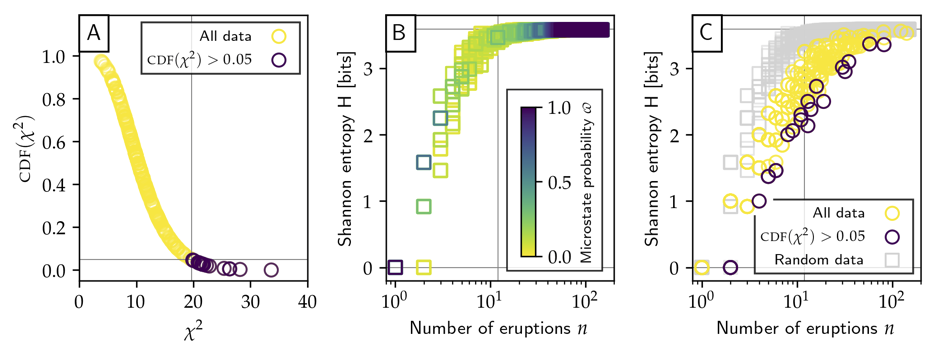 A
All data
CDF(χ²) > 0.05
1.0
0.8
0.6
0.4
0.2
0.0
CDF(χ²)
0 10 20 30 40
χ²
B
3
2
1
0
Shannon entropy H [bits]
1.0
0.5
0.0
Microstate probability ℘
10⁰ 10¹ 10²
Number of eruptions n
C
3
2
1
0
Shannon entropy H [bits]
All data
CDF(χ²) > 0.05
Random data
10⁰ 10¹ 10²
Number of eruptions n